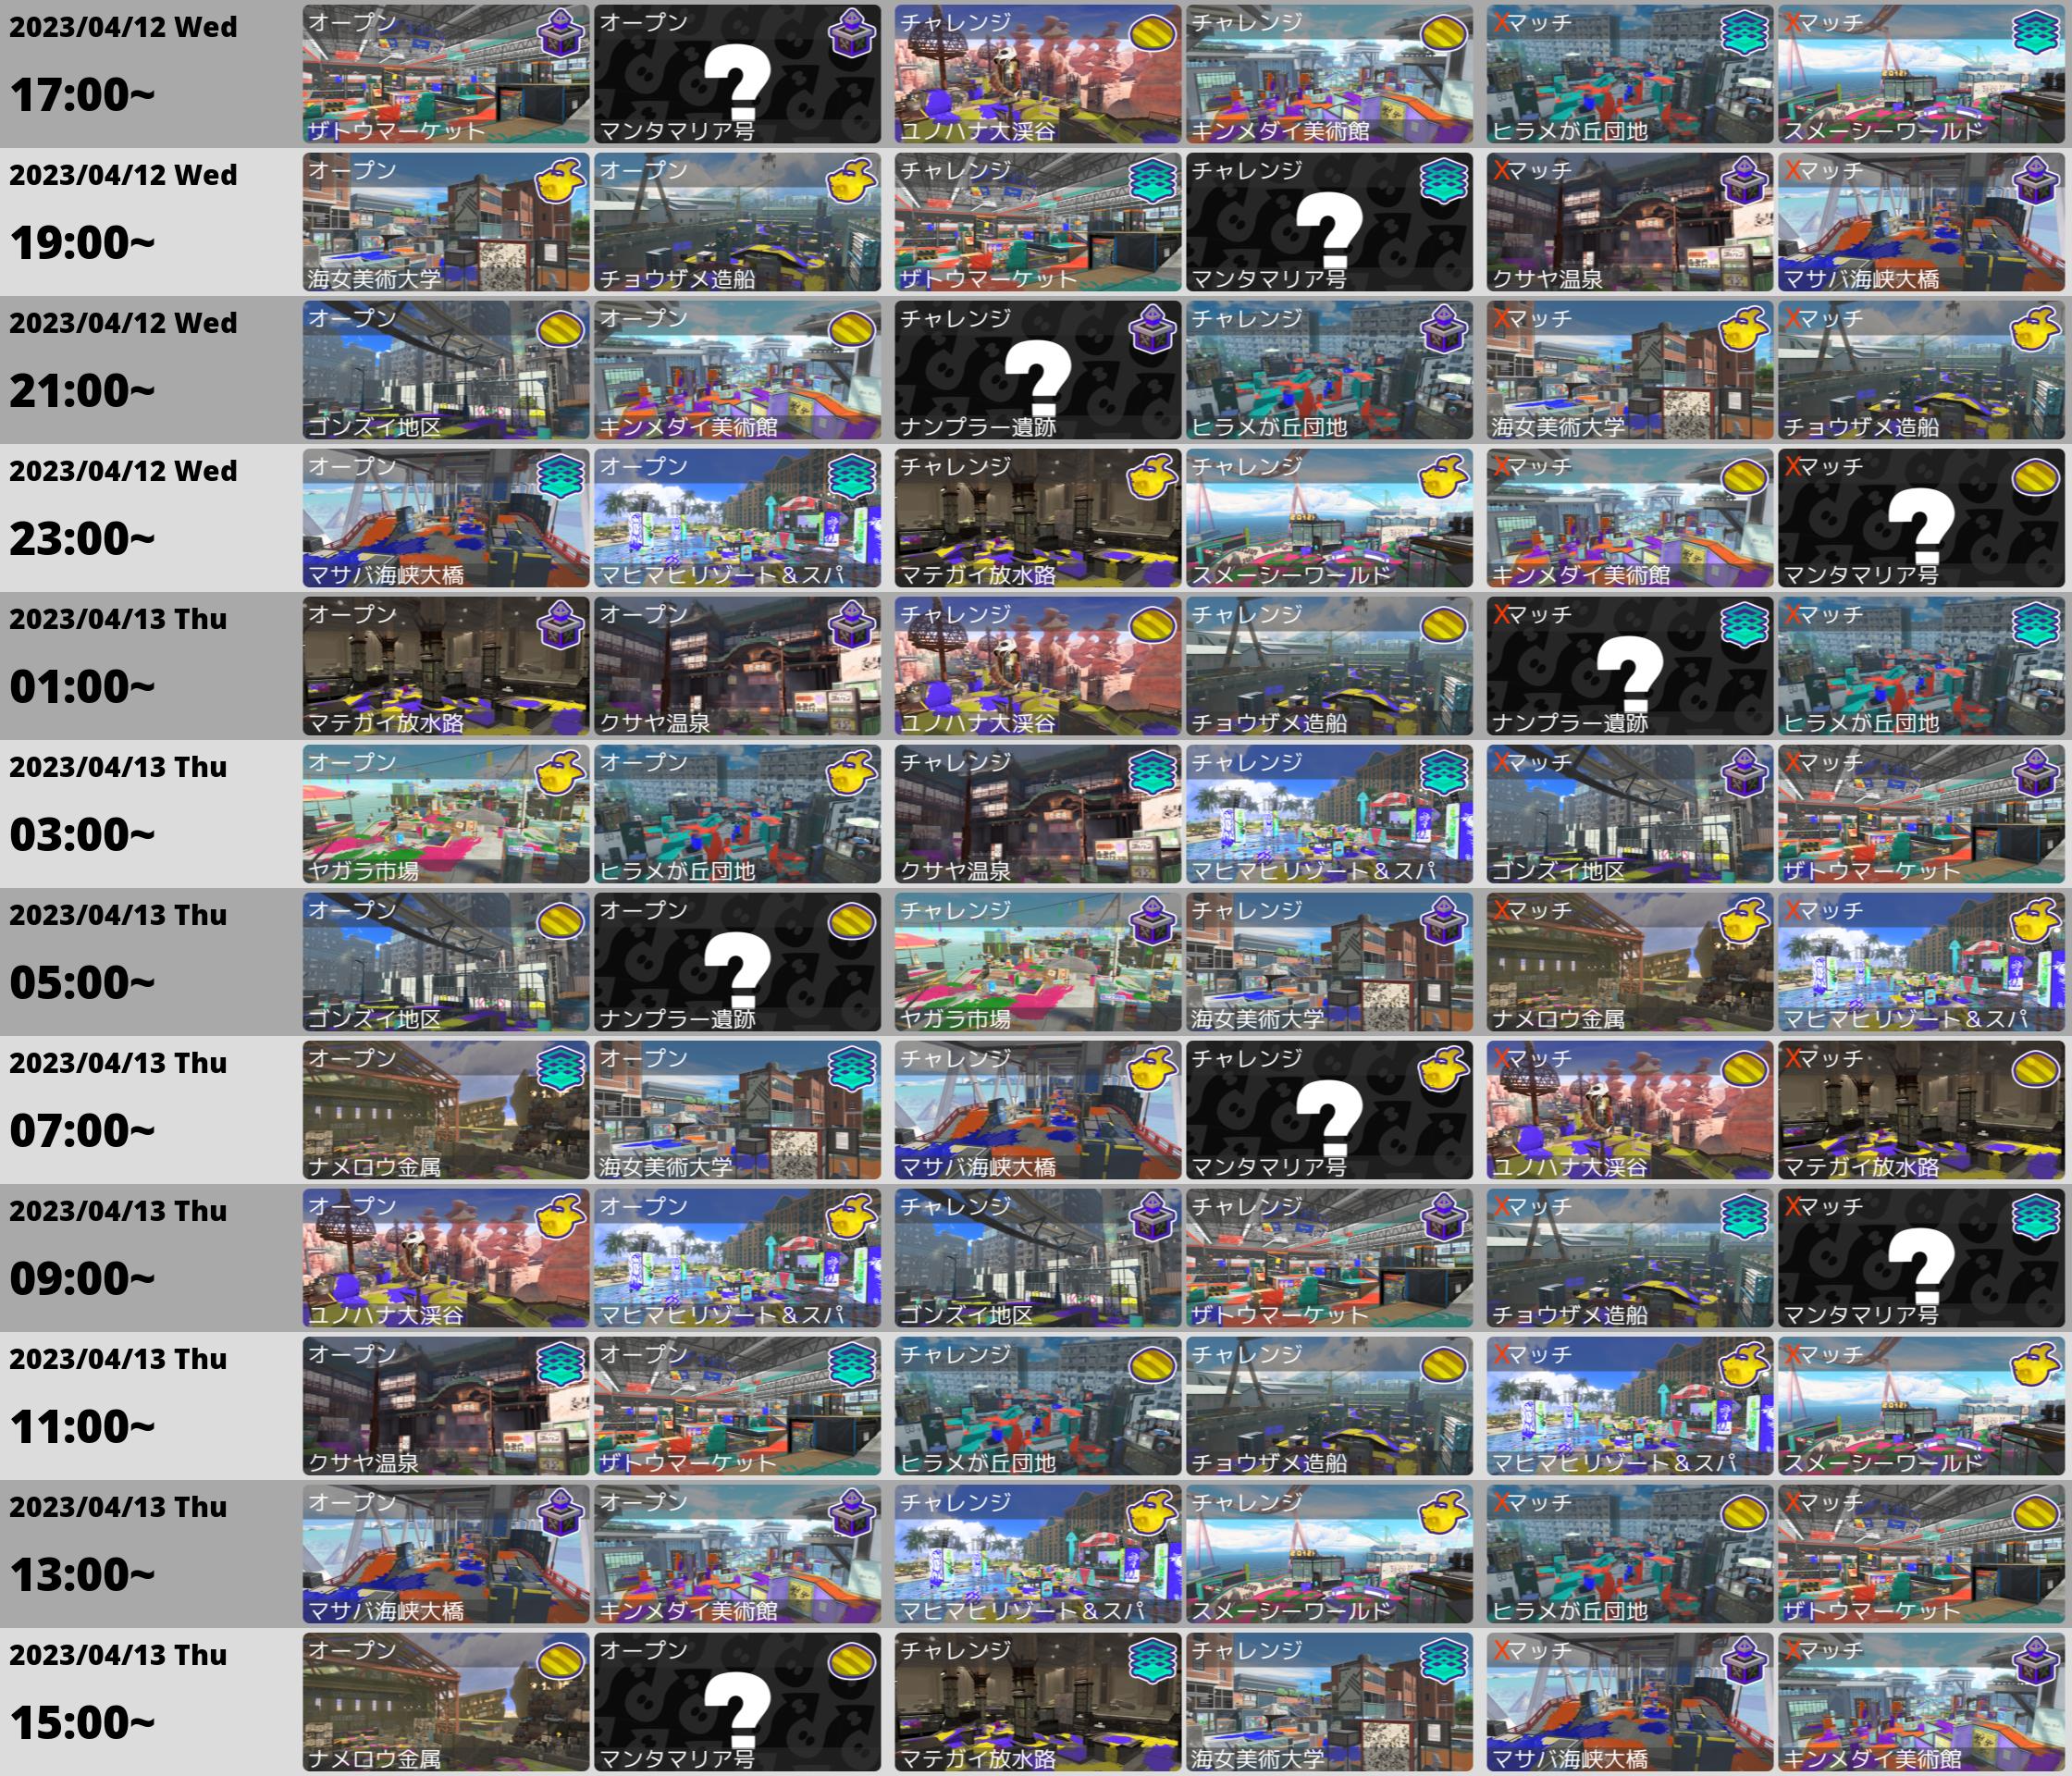 2023/04/12 Wed
17:00~
オープン オープン チャレンジ チャレンジ Xマッチ Xマッチ
ザトウマーケット マンタマリア号 ユノハナ大渓谷 キンメダイ美術館 ヒラメが丘団地 スメーシーワールド
2023/04/12 Wed
19:00~
オープン オープン チャレンジ チャレンジ Xマッチ Xマッチ
海女美術大学 チョウザメ造船 ザトウマーケット マンタマリア号 クサヤ温泉 マサバ海峡大橋
2023/04/12 Wed
21:00~
オープン オープン チャレンジ チャレンジ Xマッチ Xマッチ
ゴンズイ地区 キンメダイ美術館 ナンプラー遺跡 ヒラメが丘団地 海女美術大学 チョウザメ造船
2023/04/12 Wed
23:00~
オープン オープン チャレンジ チャレンジ Xマッチ Xマッチ
マサバ海峡大橋 マヒマヒリゾート&スパ マテガイ放水路 スメーシーワールド キンメダイ美術館 マンタマリア号
2023/04/13 Thu
01:00~
オープン オープン チャレンジ チャレンジ Xマッチ Xマッチ
マテガイ放水路 クサヤ温泉 ユノハナ大渓谷 チョウザメ造船 ナンプラー遺跡 ヒラメが丘団地
2023/04/13 Thu
03:00~
オープン オープン チャレンジ チャレンジ Xマッチ Xマッチ
ヤガラ市場 ヒラメが丘団地 クサヤ温泉 マヒマヒリゾート&スパ ゴンズイ地区 ザトウマーケット
2023/04/13 Thu
05:00~
オープン オープン チャレンジ チャレンジ Xマッチ Xマッチ
ゴンズイ地区 ナンプラー遺跡 ヤガラ市場 海女美術大学 ナメロウ金属 マヒマヒリゾート&スパ
2023/04/13 Thu
07:00~
オープン オープン チャレンジ チャレンジ Xマッチ Xマッチ
ナメロウ金属 海女美術大学 マサバ海峡大橋 マンタマリア号 ユノハナ大渓谷 マテガイ放水路
2023/04/13 Thu
09:00~
オープン オープン チャレンジ チャレンジ Xマッチ Xマッチ
ユノハナ大渓谷 マヒマヒリゾート&スパ ゴンズイ地区 ザトウマーケット チョウザメ造船 マンタマリア号
2023/04/13 Thu
11:00~
オープン オープン チャレンジ チャレンジ Xマッチ Xマッチ
クサヤ温泉 ザトウマーケット ヒラメが丘団地 チョウザメ造船 マヒマヒリゾート&スパ スメーシーワールド
2023/04/13 Thu
13:00~
オープン オープン チャレンジ チャレンジ Xマッチ Xマッチ
マサバ海峡大橋 キンメダイ美術館 マヒマヒリゾート&スパ スメーシーワールド ヒラメが丘団地 ザトウマーケット
2023/04/13 Thu
15:00~
オープン オープン チャレンジ チャレンジ Xマッチ Xマッチ
ナメロウ金属 マンタマリア号 マテガイ放水路 海女美術大学 マサバ海峡大橋 キンメダイ美術館